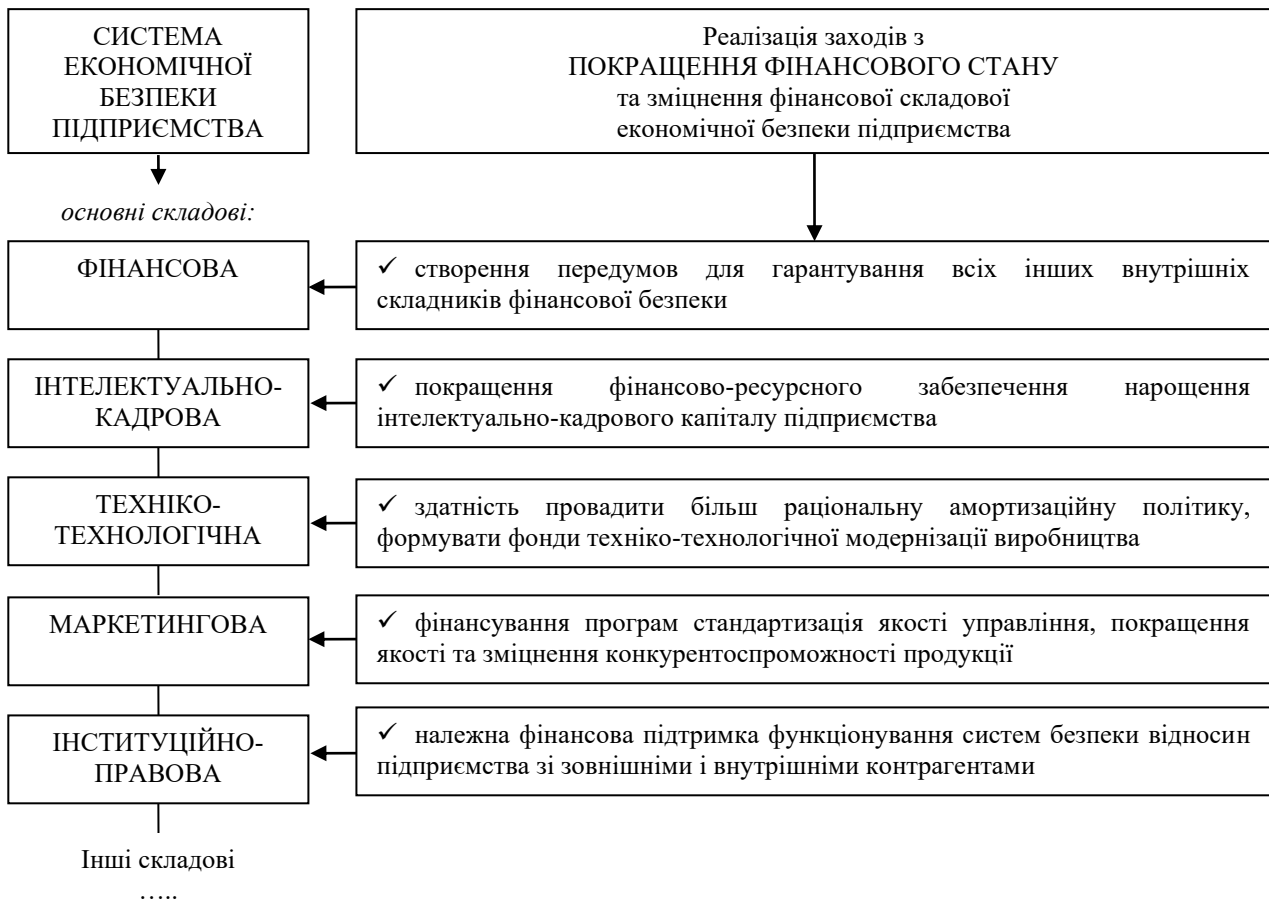 СИСТЕМА
ЕКОНОМІЧНОЇ
БЕЗПЕКИ
ПІДПРИЄМСТВА
Реалізація заходів з
ПОКРАЩЕННЯ ФІНАНСОВОГО СТАНУ
та зміцнення фінансової складової
економічної безпеки підприємства
основні складові:
ФІНАНСОВА
✓ створення передумов для гарантування всіх інших внутрішніх
складників фінансової безпеки
ІНТЕЛЕКТУАЛЬНО-
КАДРОВА
✓ покращення фінансово-ресурсного забезпечення нарощення
інтелектуально-кадрового капіталу підприємства
ТЕХНІКО-
ТЕХНОЛОГІЧНА
✓ здатність провадити більш раціональну амортизаційну політику,
формувати фонди техніко-технологічної модернізації виробництва
МАРКЕТИНГОВА
✓ фінансування програм стандартизація якості управління, покращення
якості та зміцнення конкурентоспроможності продукції
ІНСТИТУЦІЙНО-
ПРАВОВА
✓ належна фінансова підтримка функціонування систем безпеки відносин
підприємства зі зовнішніми і внутрішніми контрагентами
Інші складові
…..